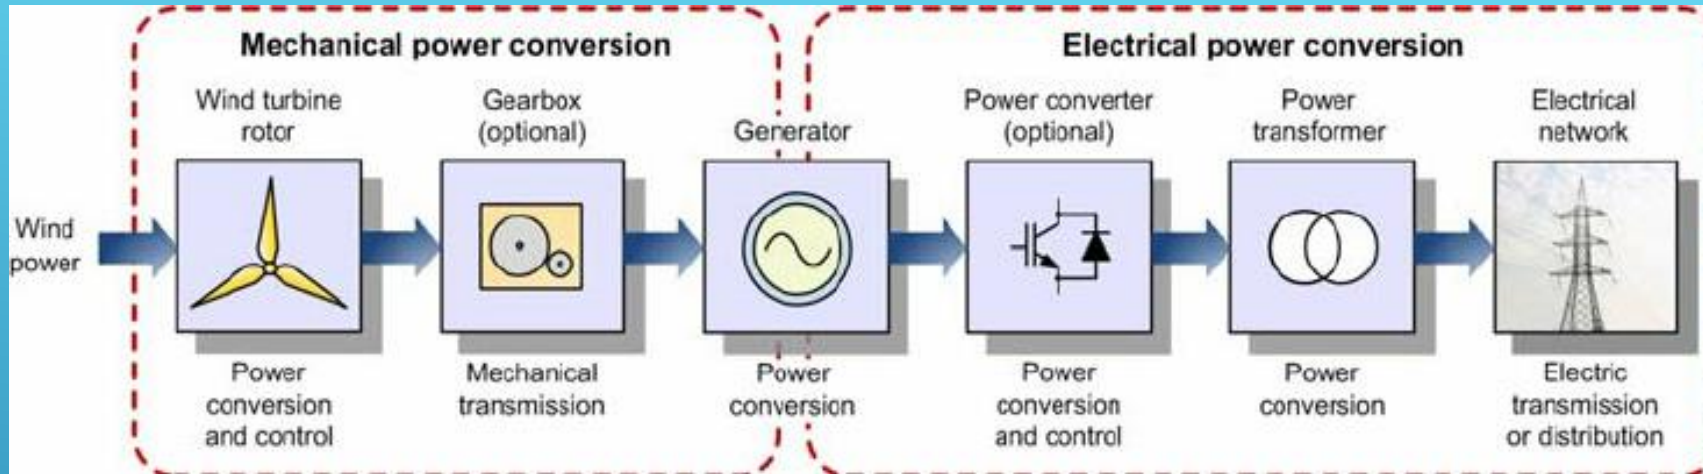 Mechanical power conversion
Electrical power conversion
Wind turbine
rotor
Gearbox
(optional)
Generator
Power converter
(optional)
Power
transformer
Electrical
network
Wind
power
Power
conversion
and control
Mechanical
transmission
Power
conversion
Power
conversion
and control
Power
conversion
Electric
transmission
or distribution